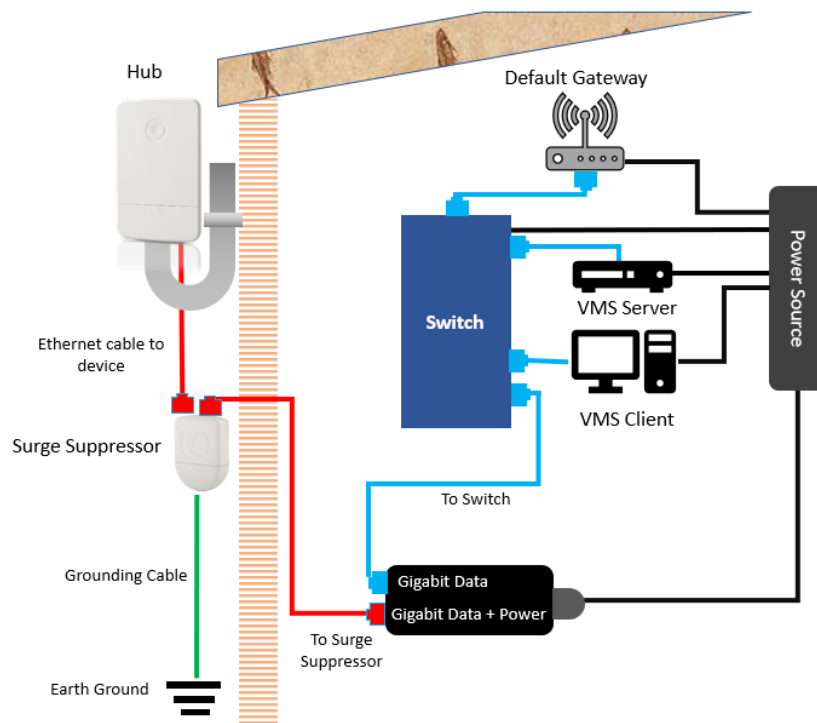 Hub
Default Gateway
Power Source
VMS Server
Switch
Ethernet cable to
device
VMS Client
Surge Suppressor
To Switch
Grounding Cable
Gigabit Data
Gigabit Data + Power
To Surge
Suppressor
Earth Ground